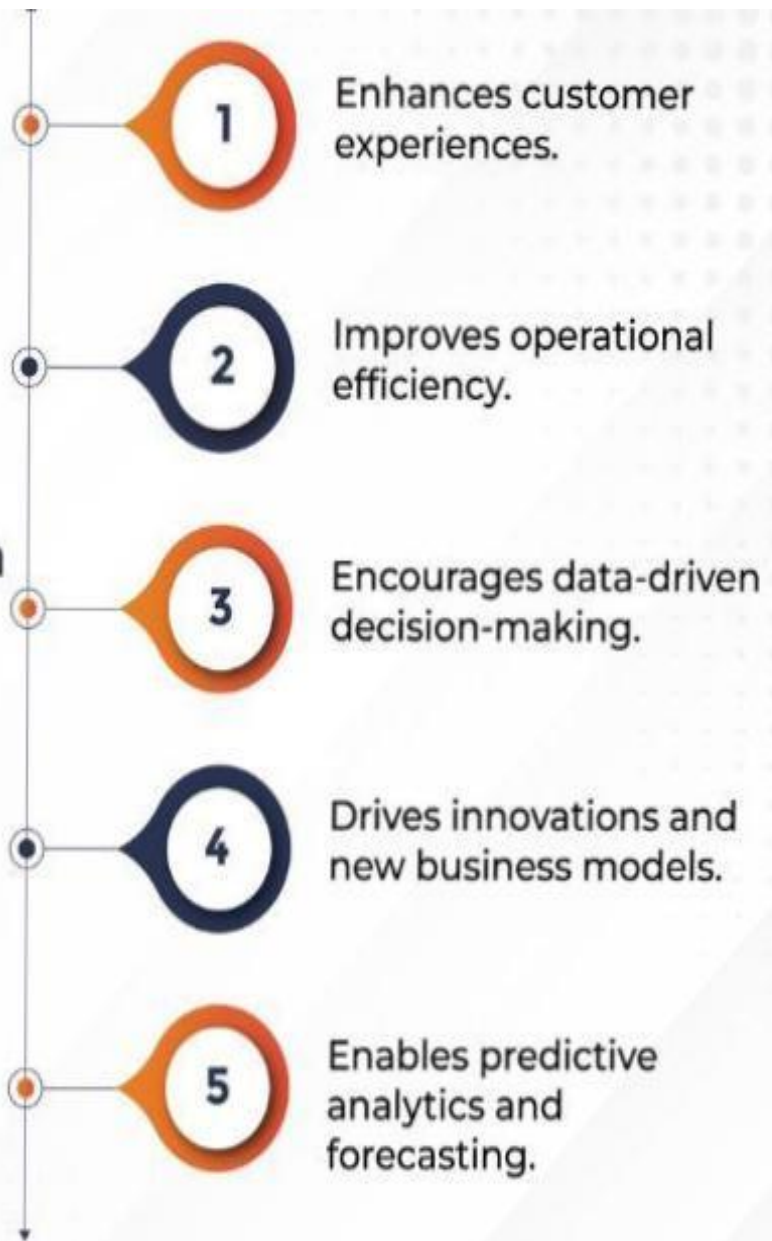 1
Enhances customer
experiences.
2
Improves operational
efficiency.
3
Encourages data-driven
decision-making.
4
Drives innovations and
new business models.
5
Enables predictive
analytics and
forecasting.